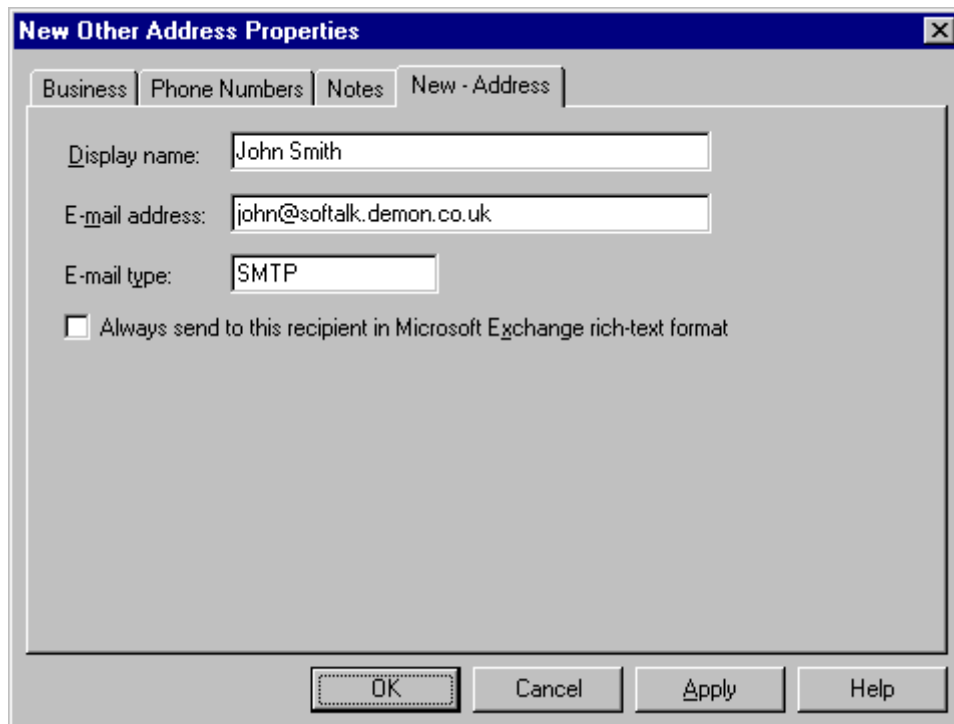 New Other Address Properties
Business Phone Numbers Notes New - Address
Display name: John Smith
E-mail address: john@softalk.demon.co.uk
E-mail type: SMTP
Always send to this recipient in Microsoft Exchange rich-text format
OK Cancel Apply Help